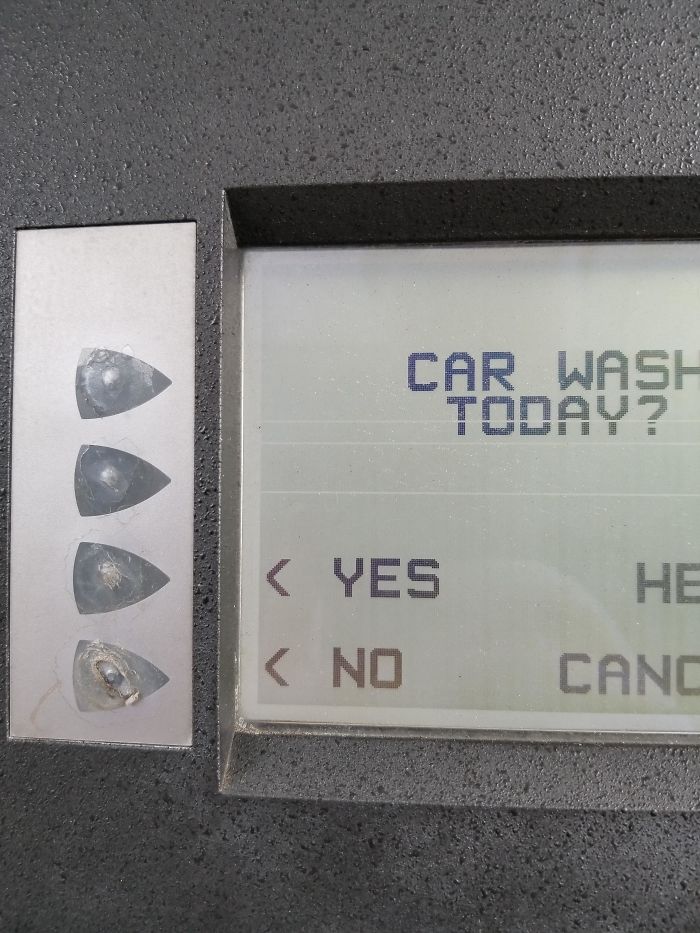 CAR WASH
TODAY?
< YES HE
< NO CANC